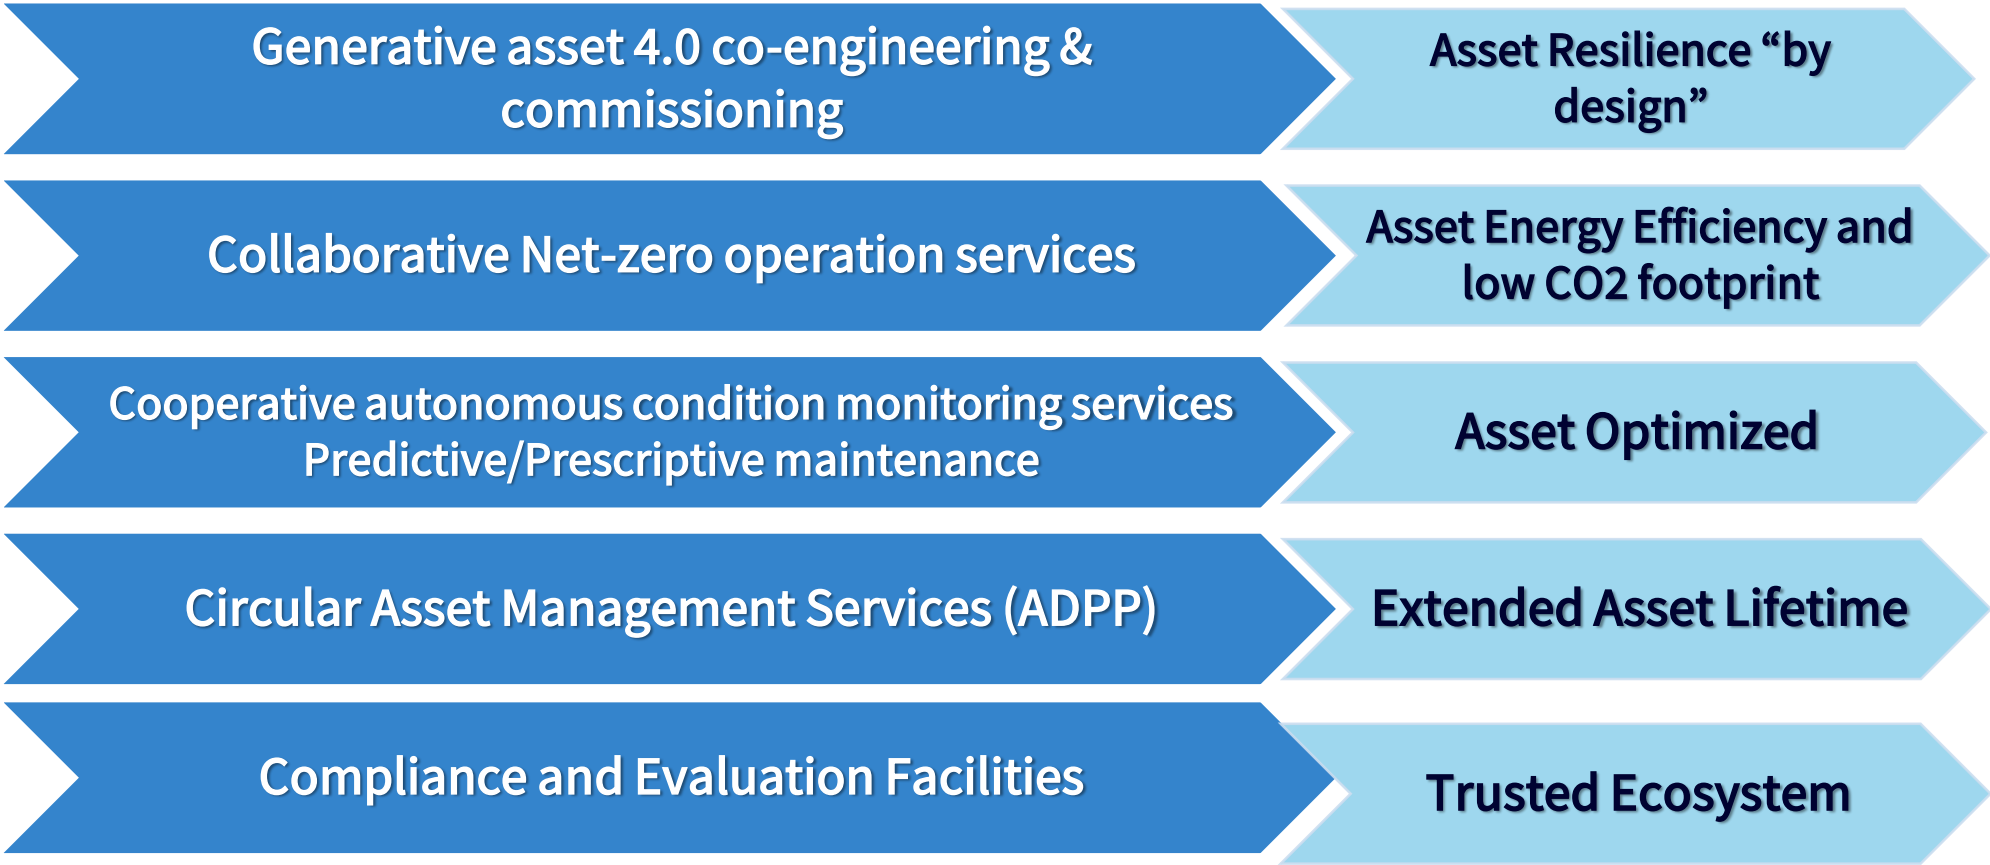 Generative asset 4.0 co-engineering &
commissioning
Asset Resilience “by
design”
Collaborative Net-zero operation services
Asset Energy Efficiency and
low CO2 footprint
Cooperative autonomous condition monitoring services
Predictive/Prescriptive maintenance
Asset Optimized
Circular Asset Management Services (ADPP)
Extended Asset Lifetime
Compliance and Evaluation Facilities
Trusted Ecosystem